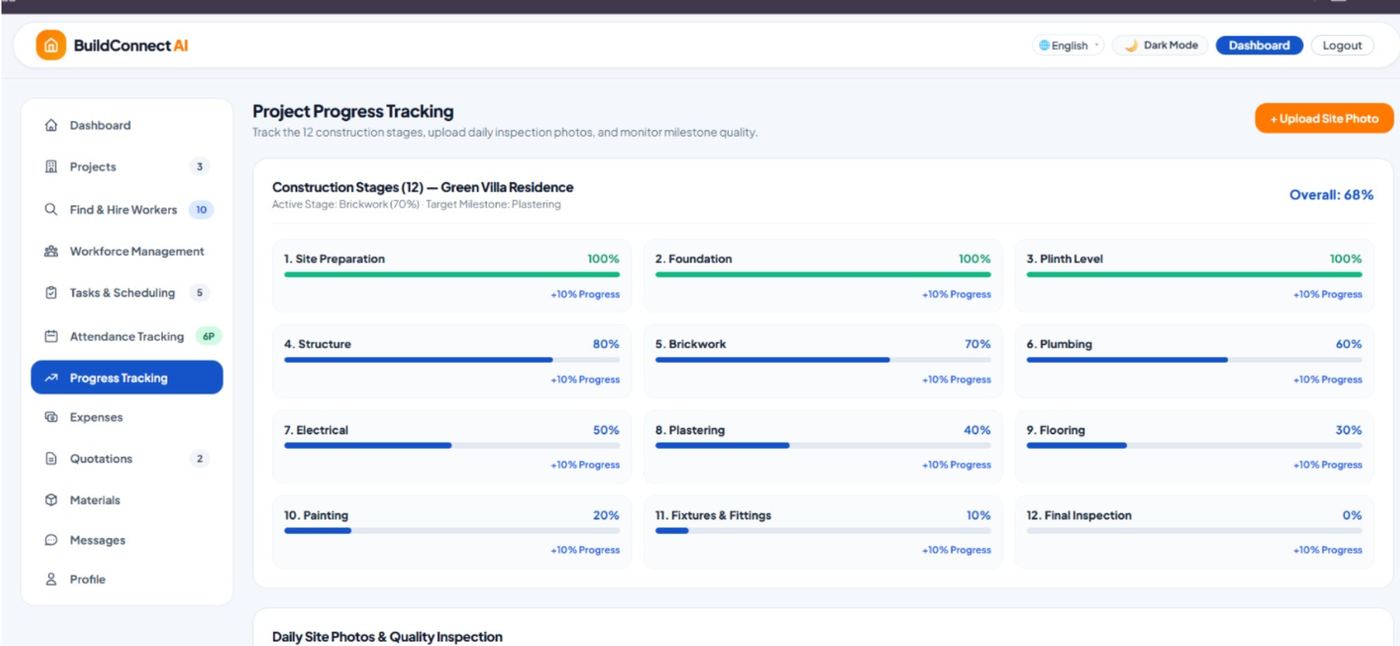 BuildConnect AI
English
Dark Mode
Dashboard
Logout
Dashboard
Projects 3
Find & Hire Workers 10
Workforce Management
Tasks & Scheduling 5
Attendance Tracking 6P
Progress Tracking
Expenses
Quotations 2
Materials
Messages
Profile
Project Progress Tracking
Track the 12 construction stages, upload daily inspection photos, and monitor milestone quality.
+ Upload Site Photo
Construction Stages (12) — Green Villa Residence
Active Stage: Brickwork (70%) · Target Milestone: Plastering
Overall: 68%
1. Site Preparation 100%
+10% Progress
2. Foundation 100%
+10% Progress
3. Plinth Level 100%
+10% Progress
4. Structure 80%
+10% Progress
5. Brickwork 70%
+10% Progress
6. Plumbing 60%
+10% Progress
7. Electrical 50%
+10% Progress
8. Plastering 40%
+10% Progress
9. Flooring 30%
+10% Progress
10. Painting 20%
+10% Progress
11. Fixtures & Fittings 10%
+10% Progress
12. Final Inspection 0%
+10% Progress
Daily Site Photos & Quality Inspection